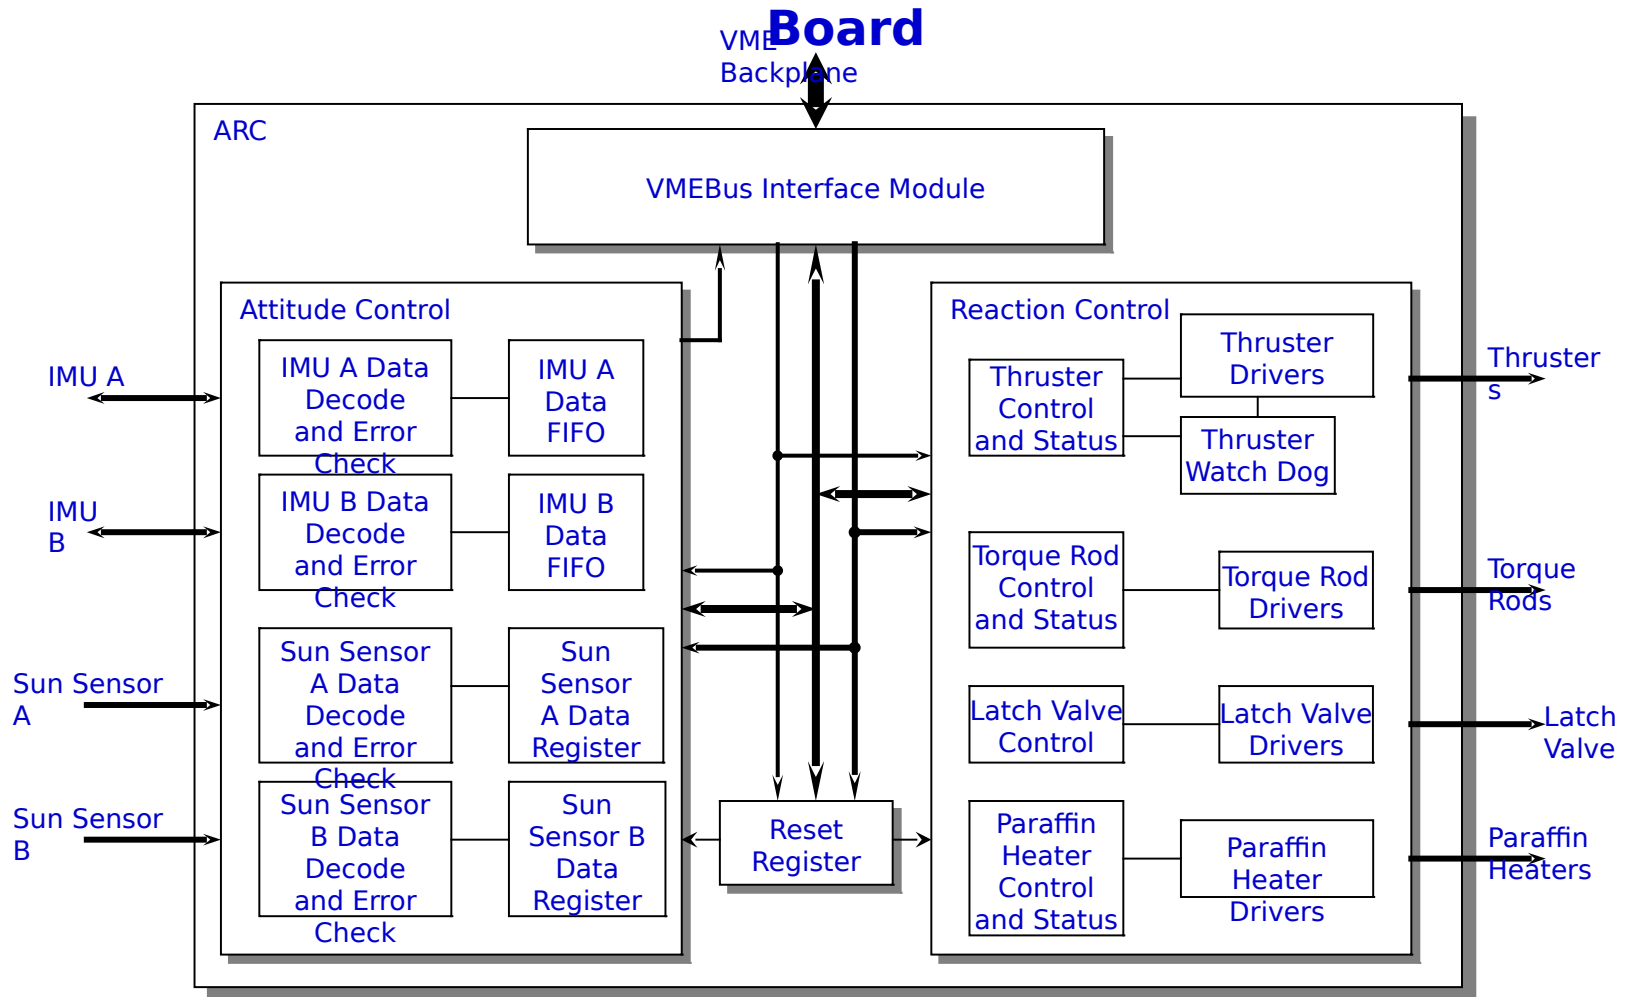 Board
VME
Backplane
ARC
VMEBus Interface Module
Attitude Control
IMU A Data
Decode
and Error
Check
IMU A
Data
FIFO
IMU B Data
Decode
and Error
Check
IMU B
Data
FIFO
Sun Sensor
A Data
Decode
and Error
Check
Sun
Sensor
A Data
Register
Sun Sensor
B Data
Decode
and Error
Check
Sun
Sensor B
Data
Register
IMU A
IMU
B
Sun Sensor
A
Sun Sensor
B
Reset
Register
Reaction Control
Thruster
Control
and Status
Thruster
Drivers
Thruster
Watch Dog
Torque Rod
Control
and Status
Torque Rod
Drivers
Latch Valve
Control
Latch Valve
Drivers
Paraffin
Heater
Control
and Status
Paraffin
Heater
Drivers
Thruster
s
Torque
Rods
Latch
Valve
Paraffin
Heaters